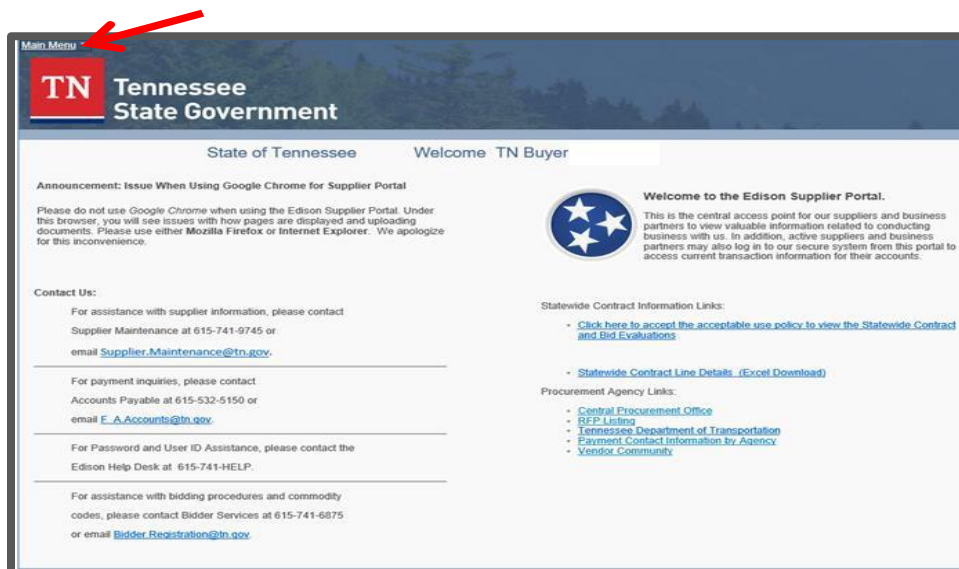 Main Menu
TN Tennessee
State Government
State of Tennessee Welcome TN Buyer
Announcement: Issue When Using Google Chrome for Supplier Portal
Please do not use Google Chrome when using the Edison Supplier Portal. Under
this browser, you will see issues with how pages are displayed and uploading
documents. Please use either Mozilla Firefox or Internet Explorer. We apologize
for this inconvenience.
Contact Us:
For assistance with supplier information, please contact
Supplier Maintenance at 615-741-9745 or
email Supplier.Maintenance@tn.gov.
For payment inquiries, please contact
Accounts Payable at 615-532-5150 or
email F_A.Accounts@tn.gov.
For Password and User ID Assistance, please contact the
Edison Help Desk at 615-741-HELP.
For assistance with bidding procedures and commodity
codes, please contact Bidder Services at 615-741-6875
or email Bidder.Registration@tn.gov.
Welcome to the Edison Supplier Portal.
This is the central access point for our suppliers and business
partners to view valuable information related to conducting
business with us. In addition, active suppliers and business
partners may also log in to our secure system from this portal to
access current transaction information for their accounts.
Statewide Contract Information Links:
- Click here to accept the acceptable use policy to view the Statewide Contract
and Bid Evaluations
- Statewide Contract Line Details (Excel Download)
Procurement Agency Links:
- Central Procurement Office
- RFP Listing
- Tennessee Department of Transportation
- Payment Contact Information by Agency
- Vendor Community